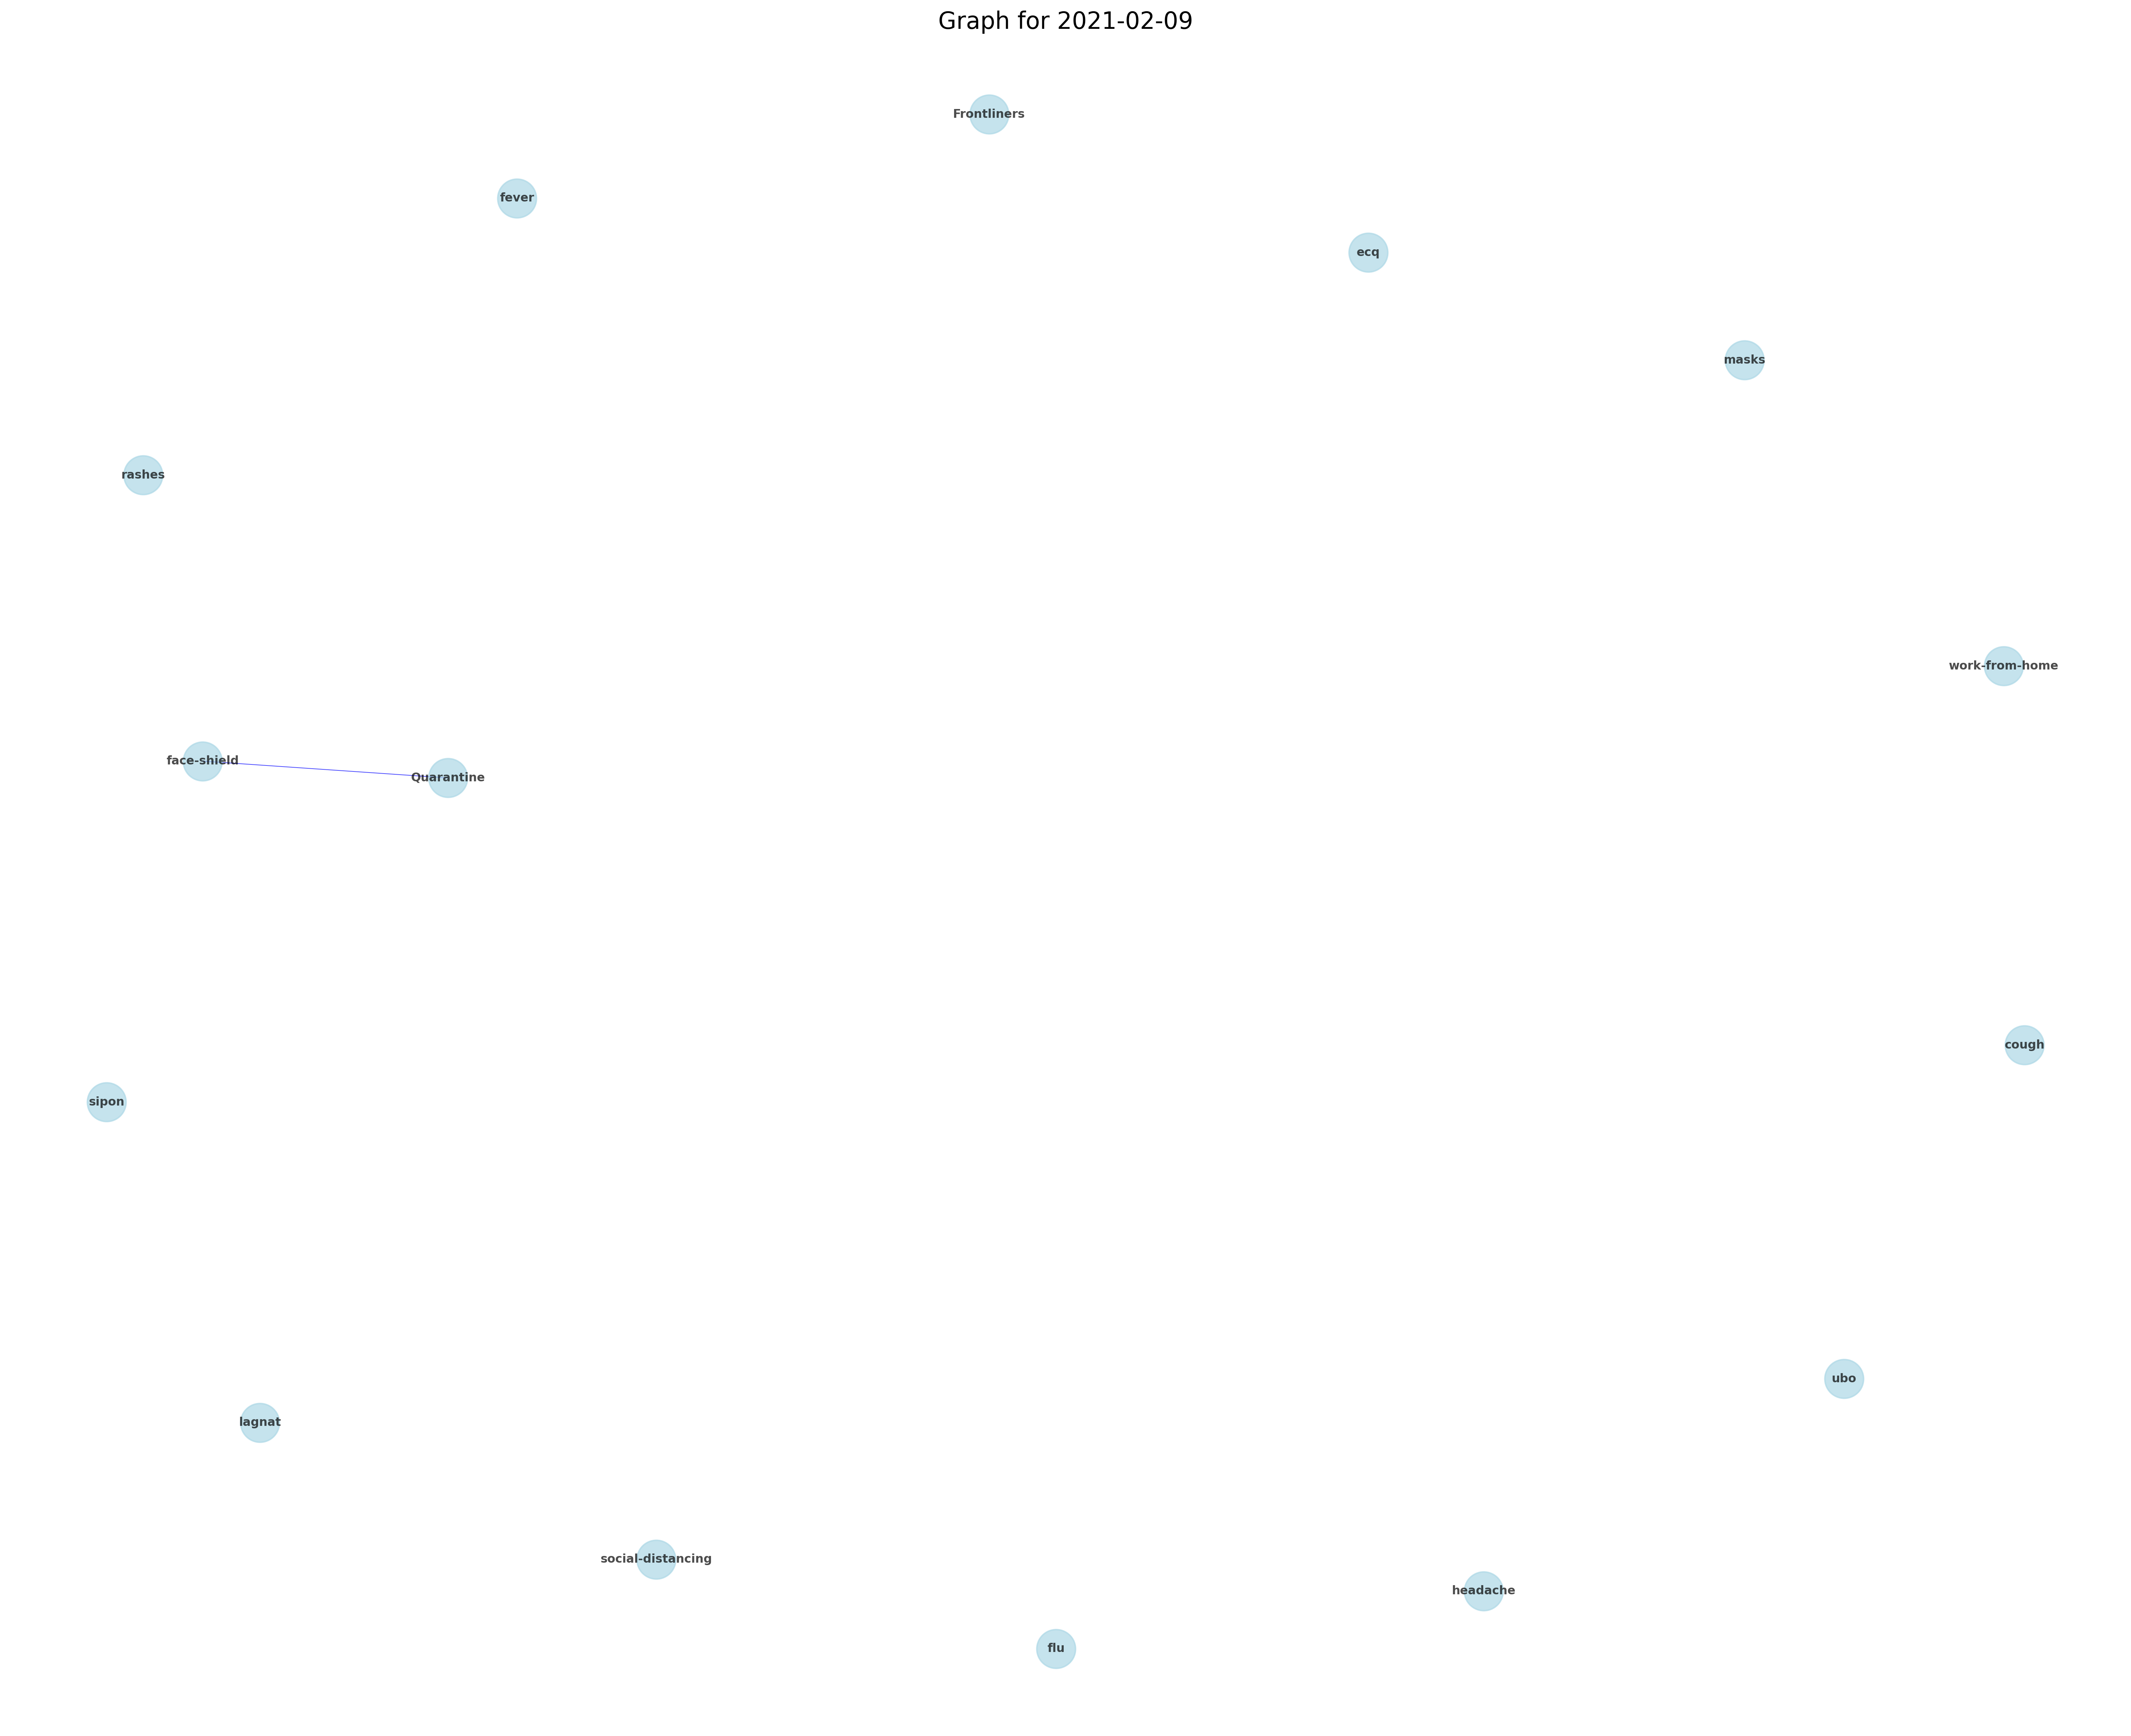 Graph for 2021-02-09
Frontliners
fever
ecq
masks
rashes
work-from-home
face-shield
Quarantine
cough
sipon
ubo
lagnat
social-distancing
headache
flu